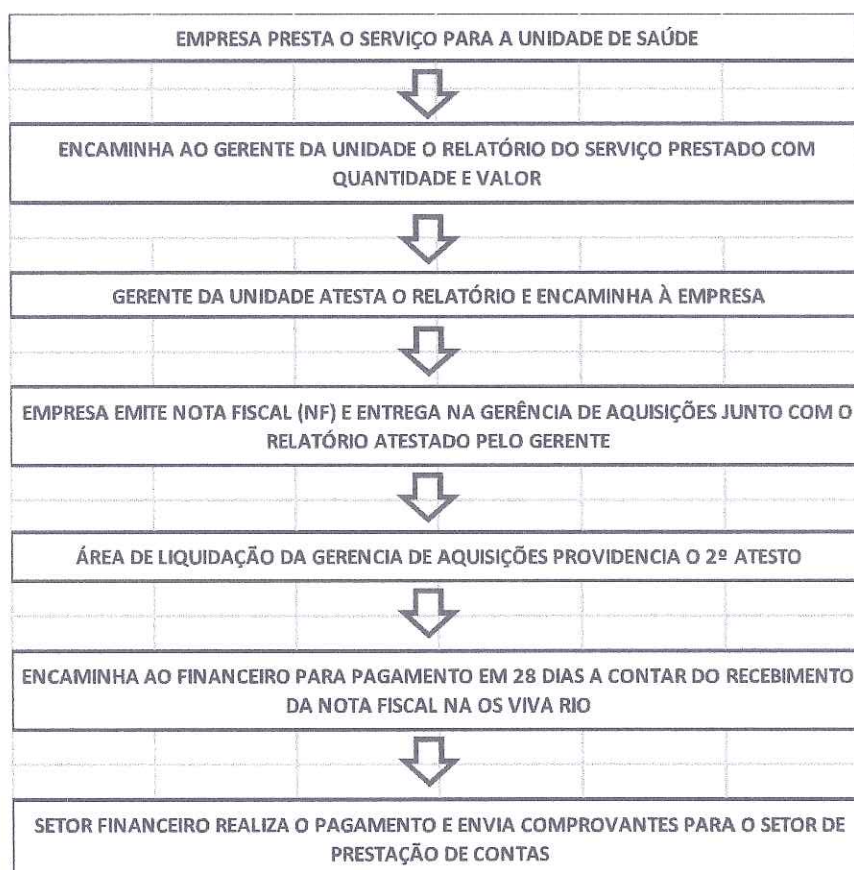 EMPRESA PRESTA O SERVIÇO PARA A UNIDADE DE SAÚDE
ENCAMINHA AO GERENTE DA UNIDADE O RELATÓRIO DO SERVIÇO PRESTADO COM
QUANTIDADE E VALOR
GERENTE DA UNIDADE ATESTA O RELATÓRIO E ENCAMINHA À EMPRESA
EMPRESA EMITE NOTA FISCAL (NF) E ENTREGA NA GERÊNCIA DE AQUISIÇÕES JUNTO COM O
RELATÓRIO ATESTADO PELO GERENTE
ÁREA DE LIQUIDAÇÃO DA GERENCIA DE AQUISIÇÕES PROVIDENCIA O 2º ATESTO
ENCAMINHA AO FINANCEIRO PARA PAGAMENTO EM 28 DIAS A CONTAR DO RECEBIMENTO
DA NOTA FISCAL NA OS VIVA RIO
SETOR FINANCEIRO REALIZA O PAGAMENTO E ENVIA COMPROVANTES PARA O SETOR DE
PRESTAÇÃO DE CONTAS